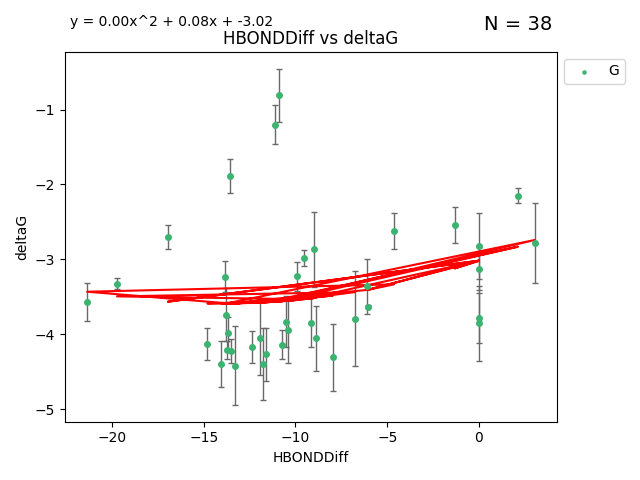 y = 0.00x^2 + 0.08x + -3.02
N = 38
HBONDDiff vs deltaG
G
deltaG
−1
−2
−3
−4
−5
−20 −15 −10 −5 0
HBONDDiff